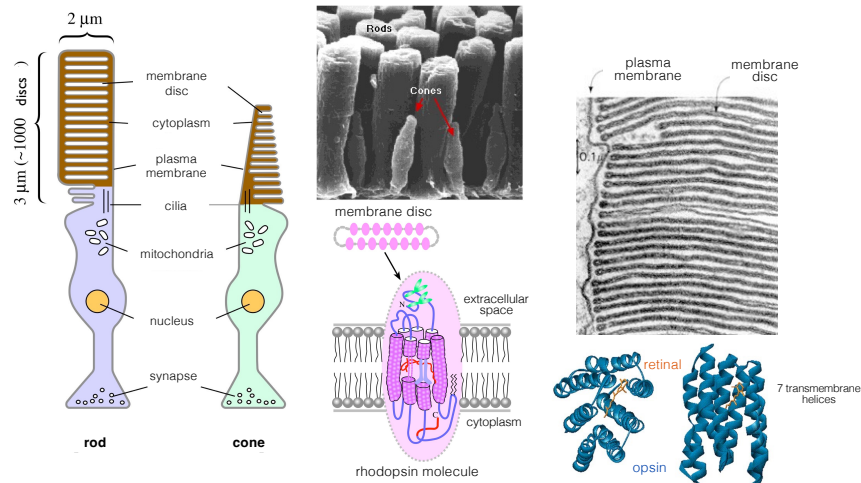 2 μm
3 μm (~1000 discs)
membrane
disc
cytoplasm
plasma
membrane
cilia
mitochondria
nucleus
synapse
rod
cone
Rods
Cones
membrane disc
N
extracellular
space
C
cytoplasm
rhodopsin molecule
plasma
membrane
membrane
disc
0.1μ
retinal
opsin
7 transmembrane
helices